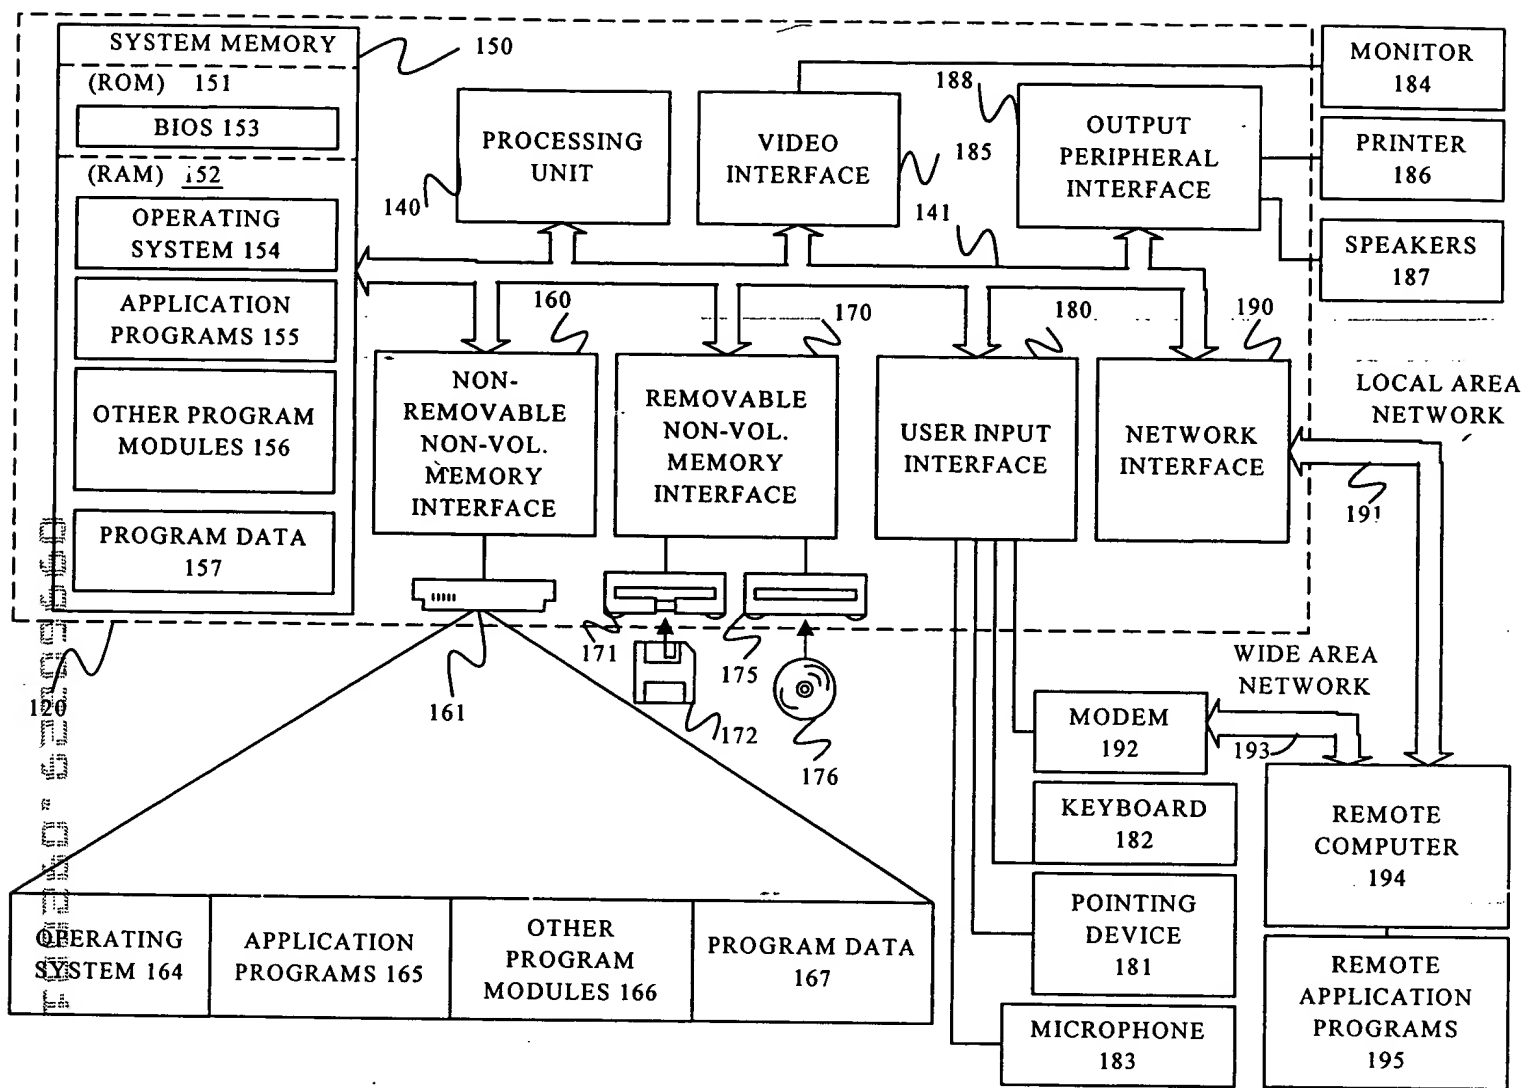 SYSTEM MEMORY
150
(ROM) 151
BIOS 153
(RAM) 152
OPERATING
SYSTEM 154
APPLICATION
PROGRAMS 155
OTHER PROGRAM
MODULES 156
PROGRAM DATA
157
PROCESSING
UNIT
140
VIDEO
INTERFACE
185
188
OUTPUT
PERIPHERAL
INTERFACE
141
MONITOR
184
PRINTER
186
SPEAKERS
187
160
NON-
REMOVABLE
NON-VOL.
MEMORY
INTERFACE
170
REMOVABLE
NON-VOL.
MEMORY
INTERFACE
180
USER INPUT
INTERFACE
190
NETWORK
INTERFACE
LOCAL AREA
NETWORK
191
120
161
171
172
175
176
WIDE AREA
NETWORK
MODEM
192
193
KEYBOARD
182
POINTING
DEVICE
181
MICROPHONE
183
REMOTE
COMPUTER
194
REMOTE
APPLICATION
PROGRAMS
195
OPERATING
SYSTEM 164
APPLICATION
PROGRAMS 165
OTHER
PROGRAM
MODULES 166
PROGRAM DATA
167